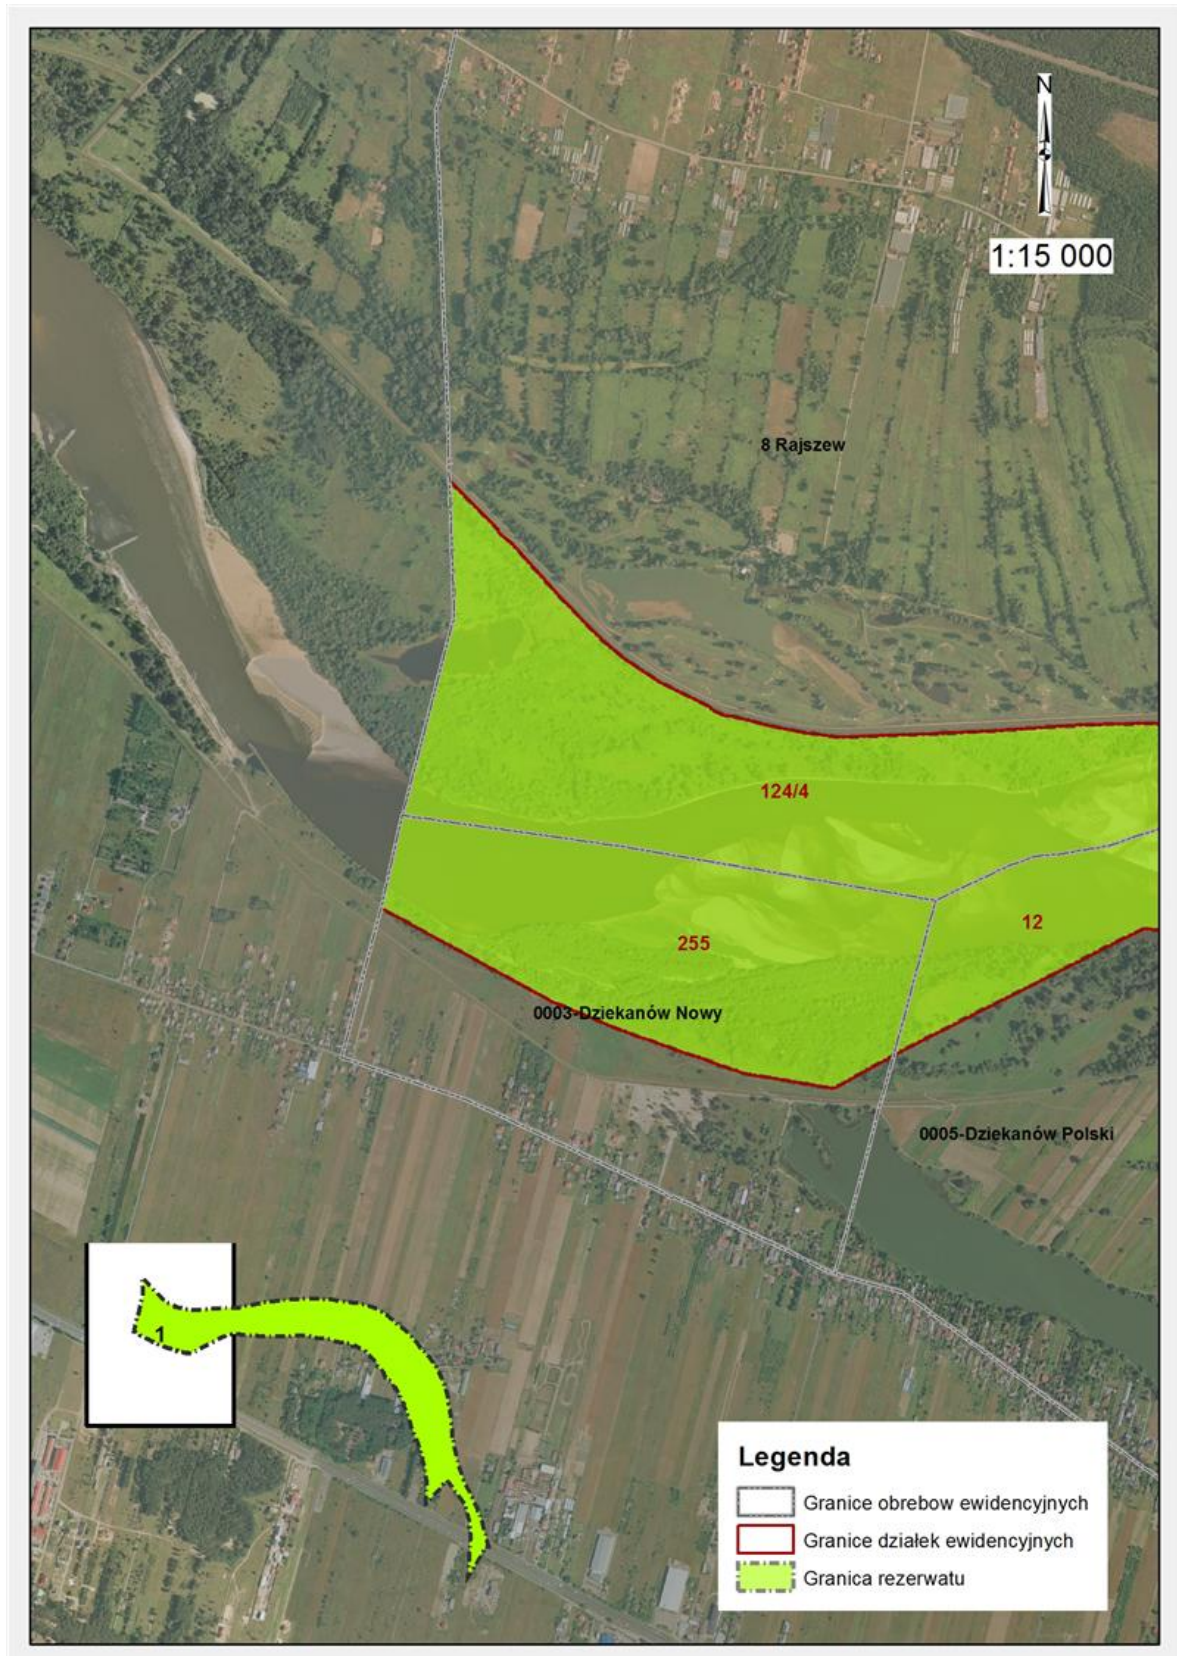 N
1:15 000
8 Rajszew
124/4
12
255
0003-Dziekanów Nowy
0005-Dziekanów Polski
1
Legenda
Granice obrebow ewidencyjnych
Granice działek ewidencyjnych
Granica rezerwatu